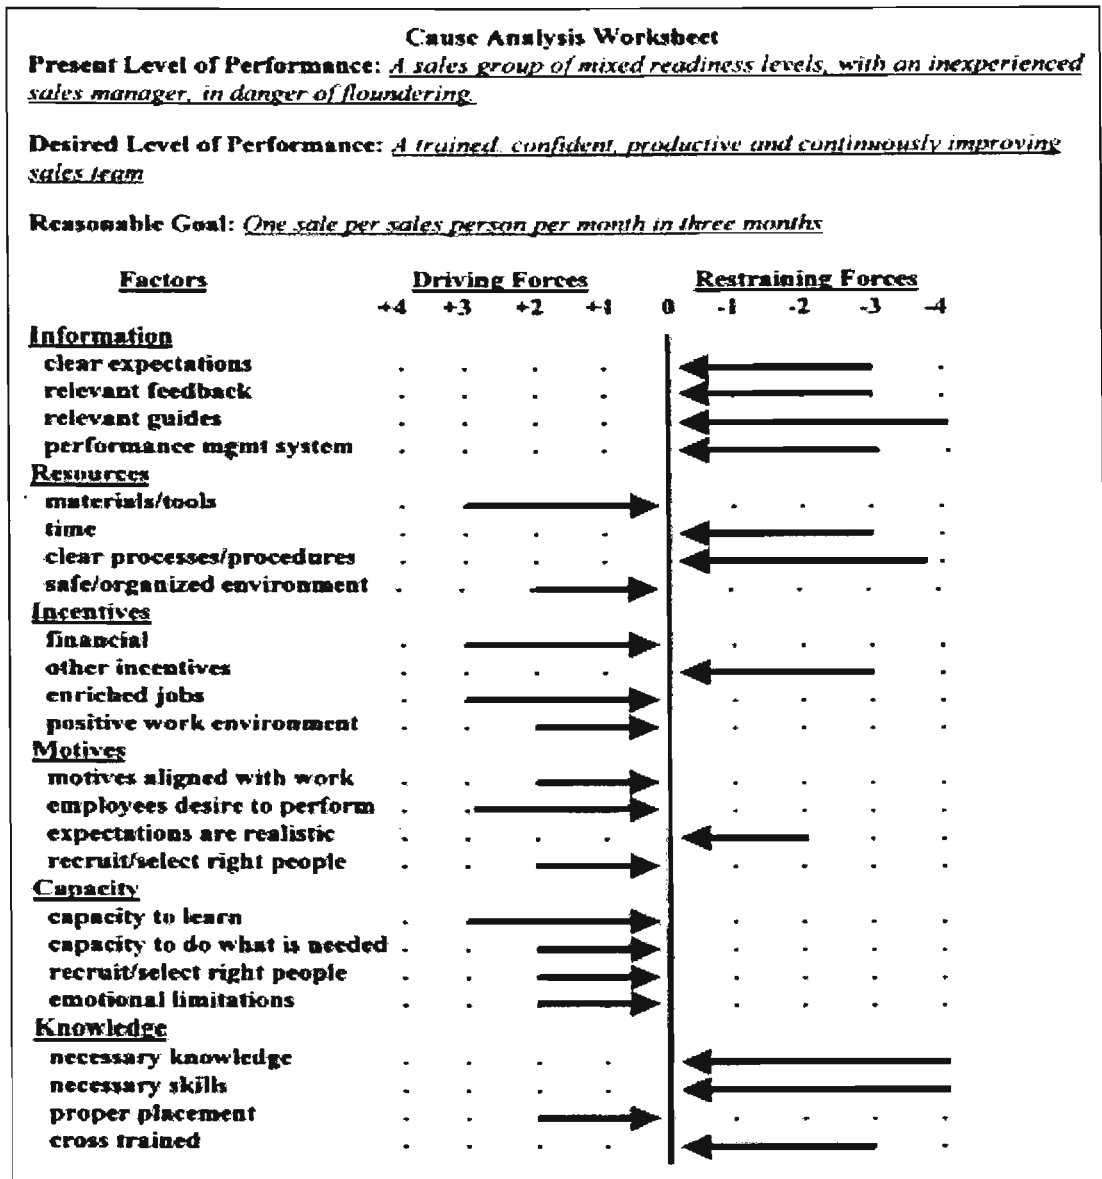 Cause Analysis Worksheet
Present Level of Performance: A sales group of mixed readiness levels, with an inexperienced
sales manager, in danger of floundering.
Desired Level of Performance: A trained, confident, productive and continuously improving
sales team
Reasonable Goal: One sale per sales person per month in three months
Factors Driving Forces Restraining Forces
+4 +3 +2 +1 0 -1 -2 -3 -4
Information
clear expectations
relevant feedback
relevant guides
performance mgmt system
Resources
materials/tools
time
clear processes/procedures
safe/organized environment
Incentives
financial
other incentives
enriched jobs
positive work environment
Motives
motives aligned with work
employees desire to perform
expectations are realistic
recruit/select right people
Capacity
capacity to learn
capacity to do what is needed
recruit/select right people
emotional limitations
Knowledge
necessary knowledge
necessary skills
proper placement
cross trained